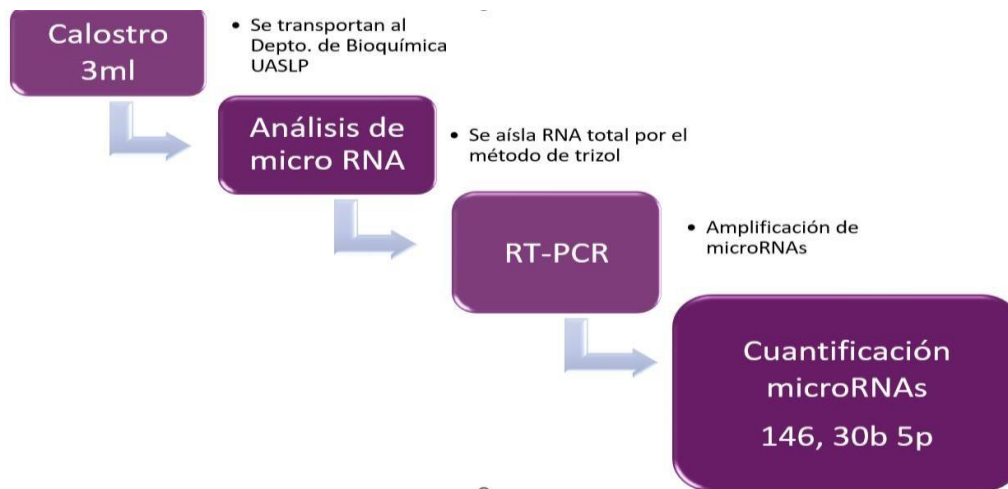 Calostro
3ml
• Se transportan al
Depto. de Bioquímica
UASLP
Análisis de
micro RNA
• Se aísla RNA total por el
método de trizol
RT-PCR
• Amplificación de
microRNAs
Cuantificación
microRNAs
146, 30b 5p